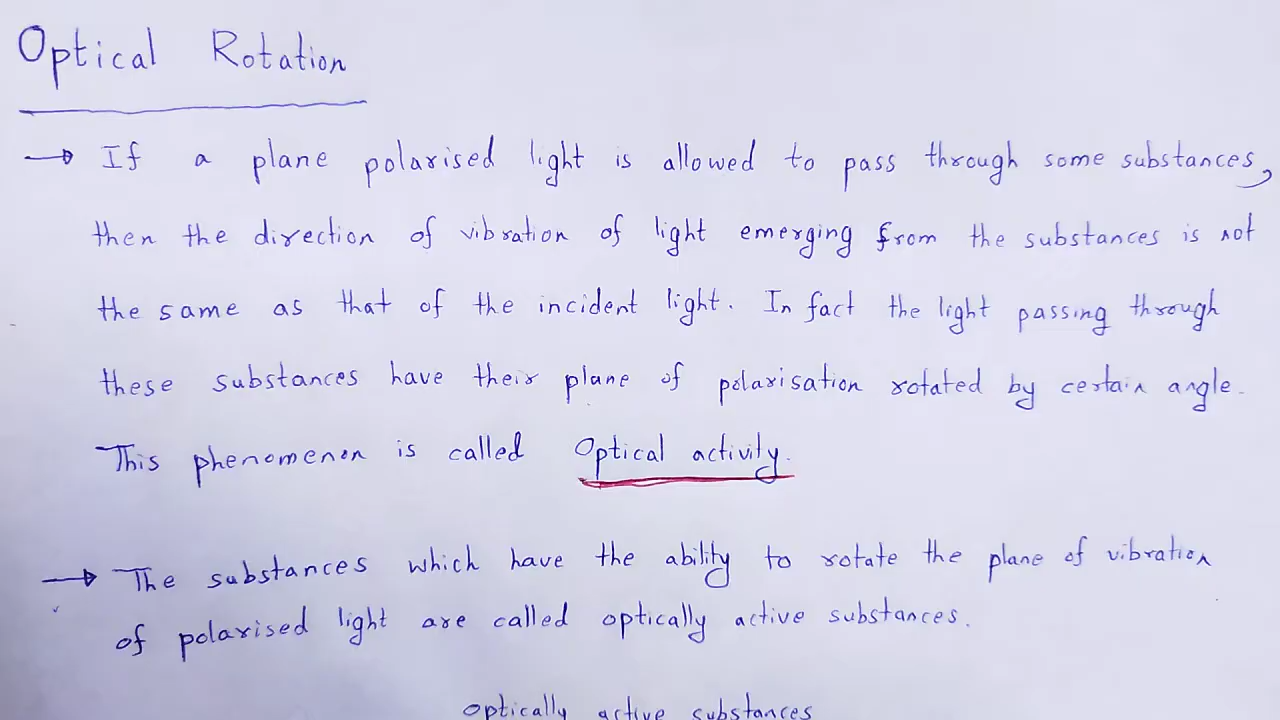 Optical Rotation
→ If a plane polarised light is allowed to pass through some substances,
then the direction of vibration of light emerging from the substances is not
the same as that of the incident light. In fact the light passing through
these substances have their plane of polarisation rotated by certain angle.
This phenomenon is called Optical activity.
→ The substances which have the ability to rotate the plane of vibration
of polarised light are called optically active substances.
optically active substances